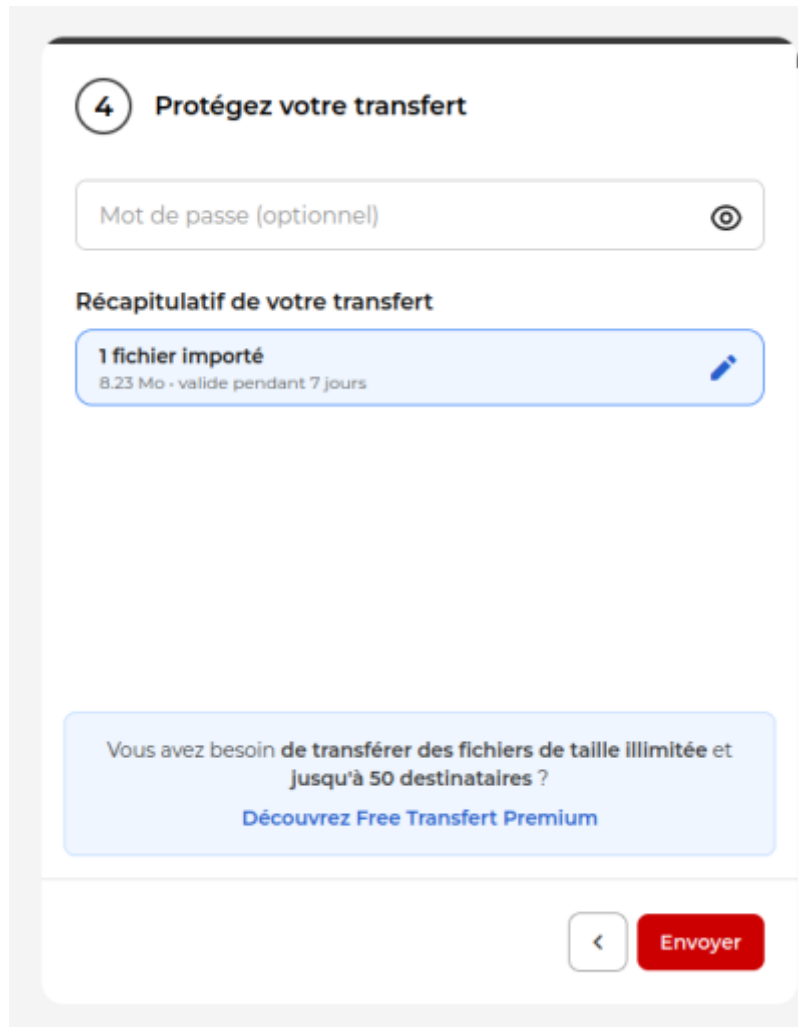 4 Protégez votre transfert
Mot de passe (optionnel)
Récapitulatif de votre transfert
1 fichier importé
8.23 Mo • valide pendant 7 jours
Vous avez besoin de transférer des fichiers de taille illimitée et
jusqu'à 50 destinataires ?
Découvrez Free Transfert Premium
Envoyer